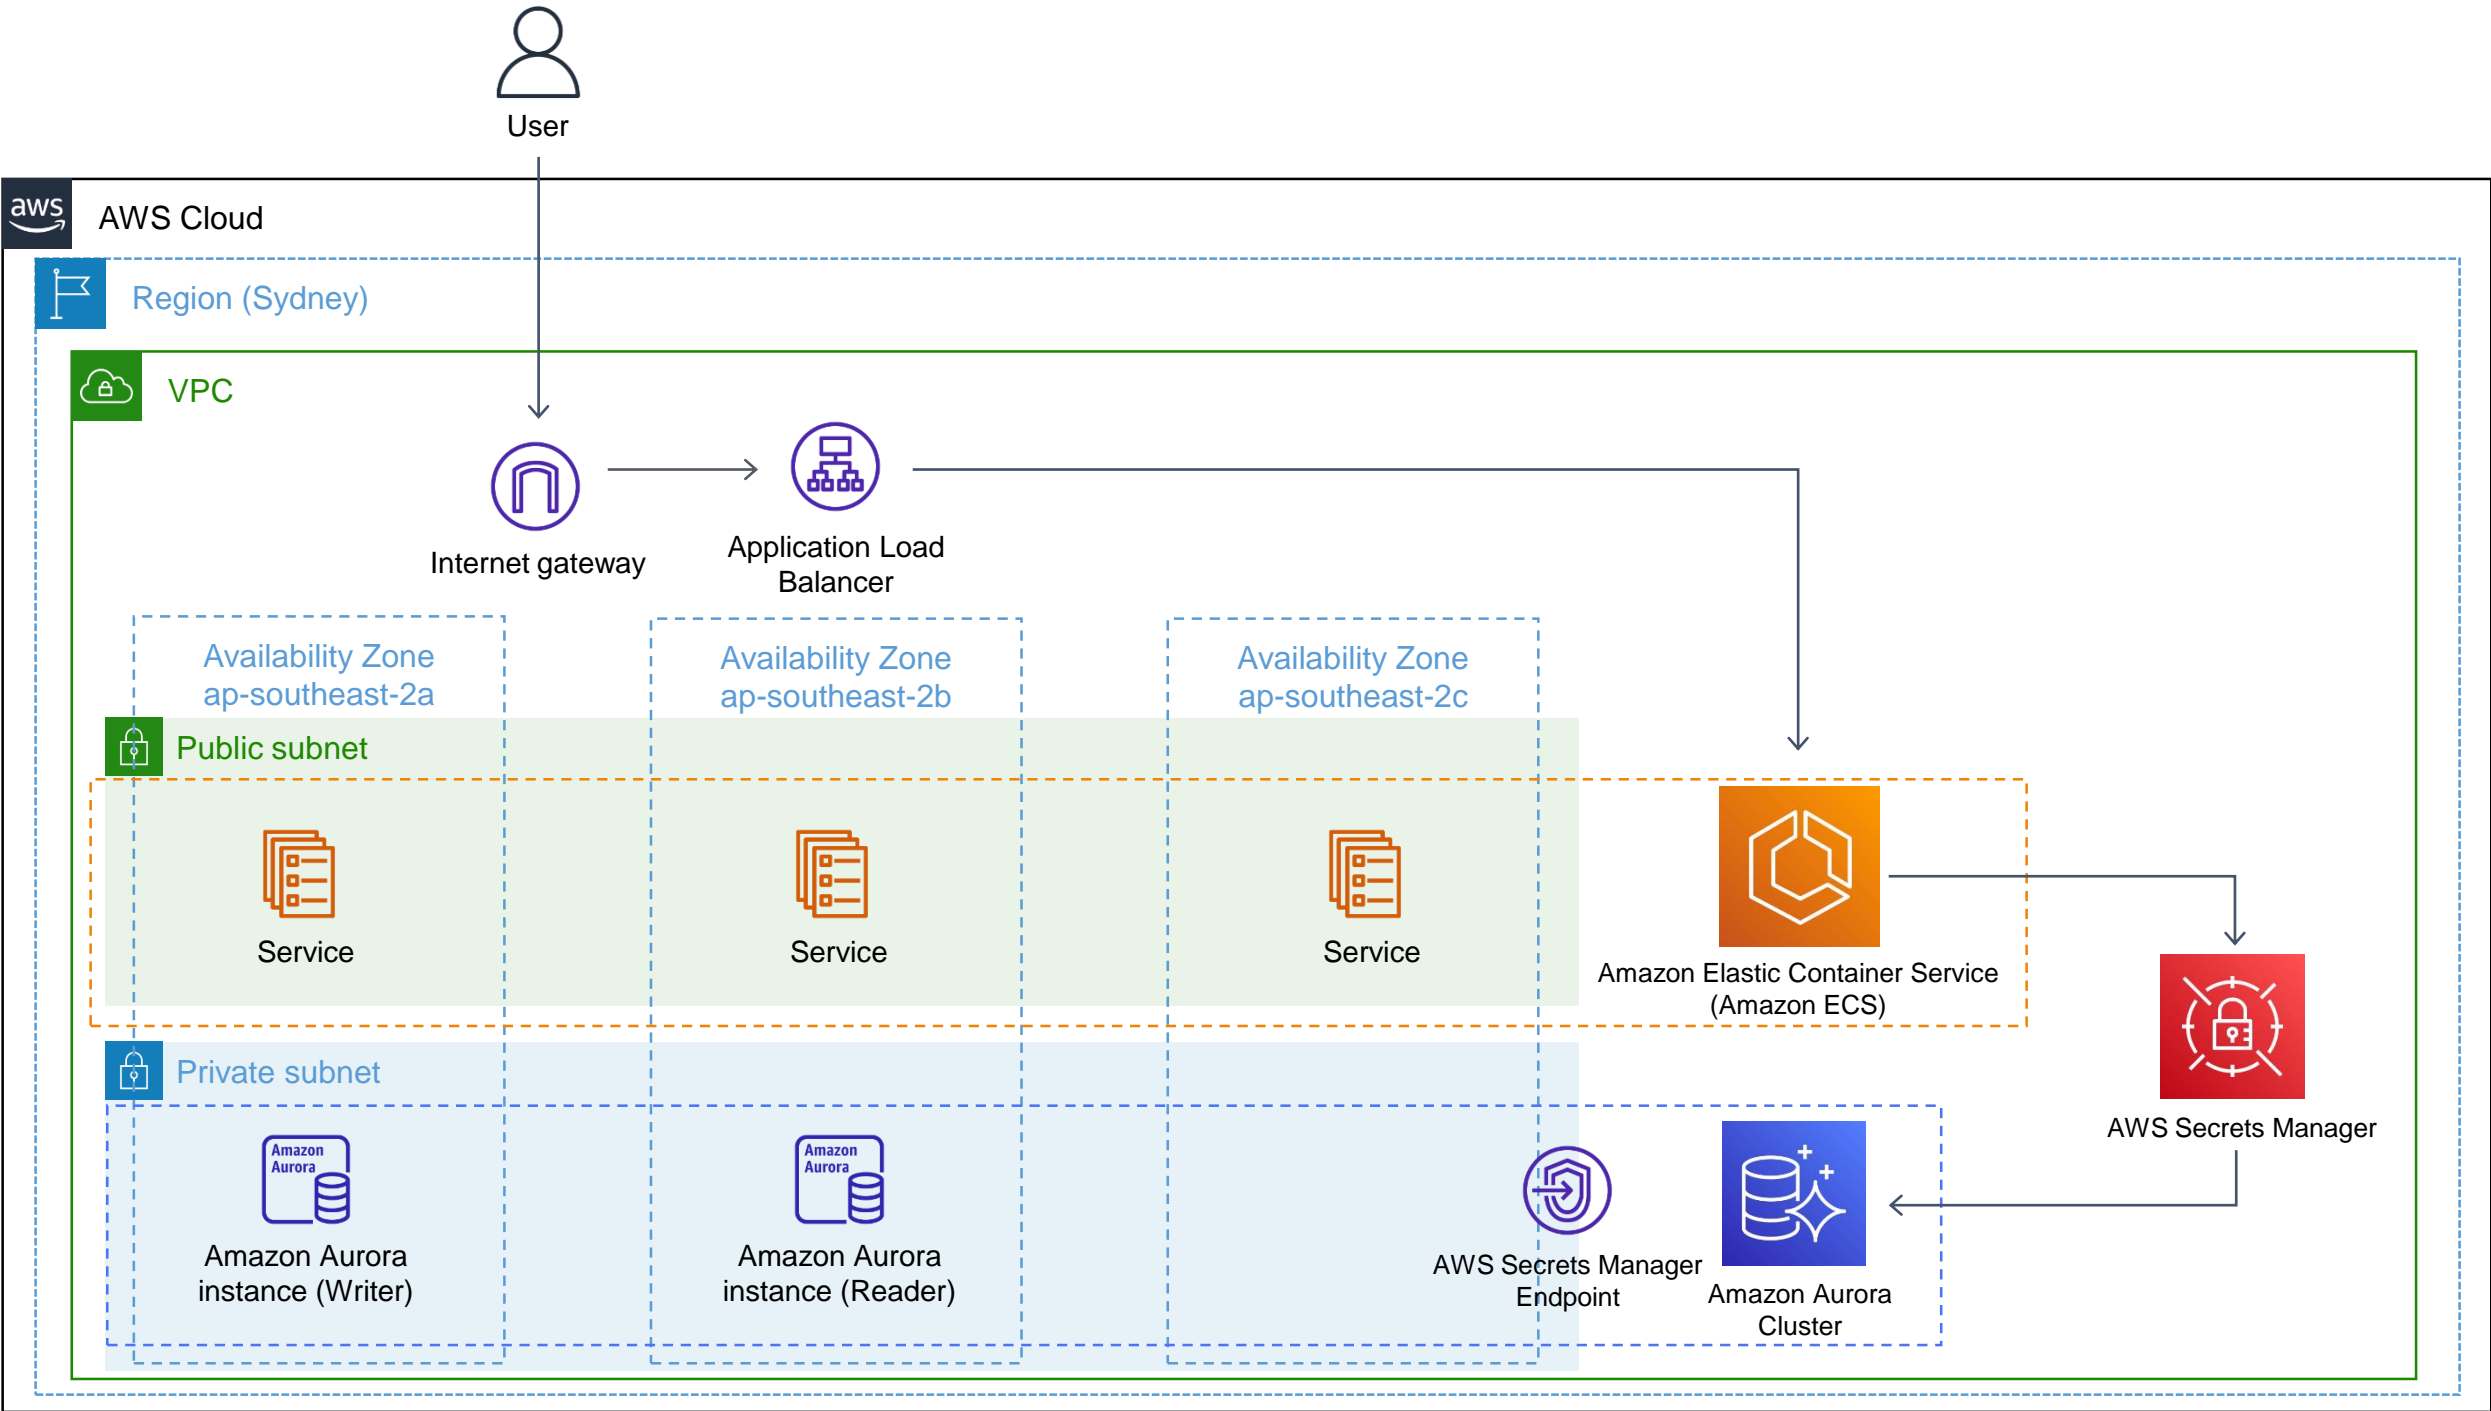 User
aws
AWS Cloud
Region (Sydney)
VPC
Internet gateway
Application Load
Balancer
Availability Zone
ap-southeast-2a
Availability Zone
ap-southeast-2b
Availability Zone
ap-southeast-2c
Public subnet
Service
Service
Service
Amazon Elastic Container Service
(Amazon ECS)
AWS Secrets Manager
Private subnet
Amazon
Aurora
Amazon Aurora
instance (Writer)
Amazon
Aurora
Amazon Aurora
instance (Reader)
AWS Secrets Manager
Endpoint
Amazon Aurora
Cluster